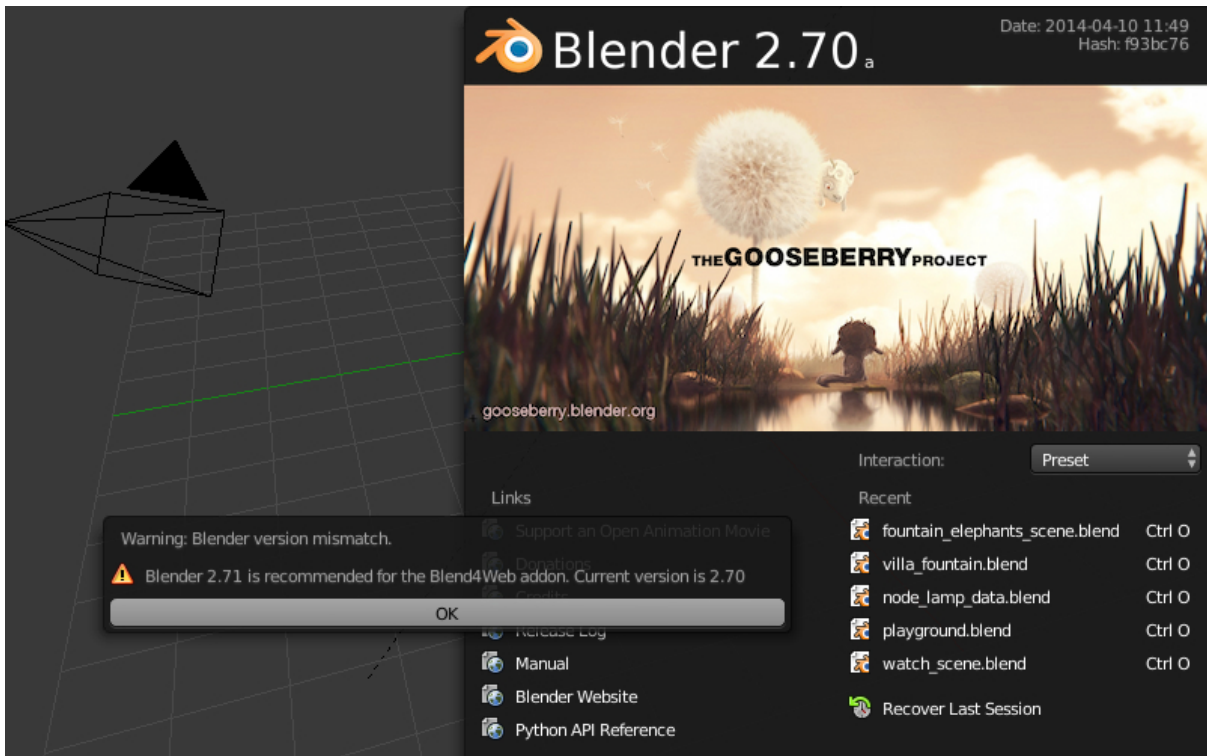 Blender 2.70 a
Date: 2014-04-10 11:49
Hash: f93bc76
THE GOOSEBERRY PROJECT
gooseberry.blender.org
Interaction: Preset
Links
Support an Open Animation Movie
Donations
Credits
Release Log
Manual
Blender Website
Python API Reference
Recent
fountain_elephants_scene.blend Ctrl O
villa_fountain.blend Ctrl O
node_lamp_data.blend Ctrl O
playground.blend Ctrl O
watch_scene.blend Ctrl O
Recover Last Session
Warning: Blender version mismatch.
Blender 2.71 is recommended for the Blend4Web addon. Current version is 2.70
OK